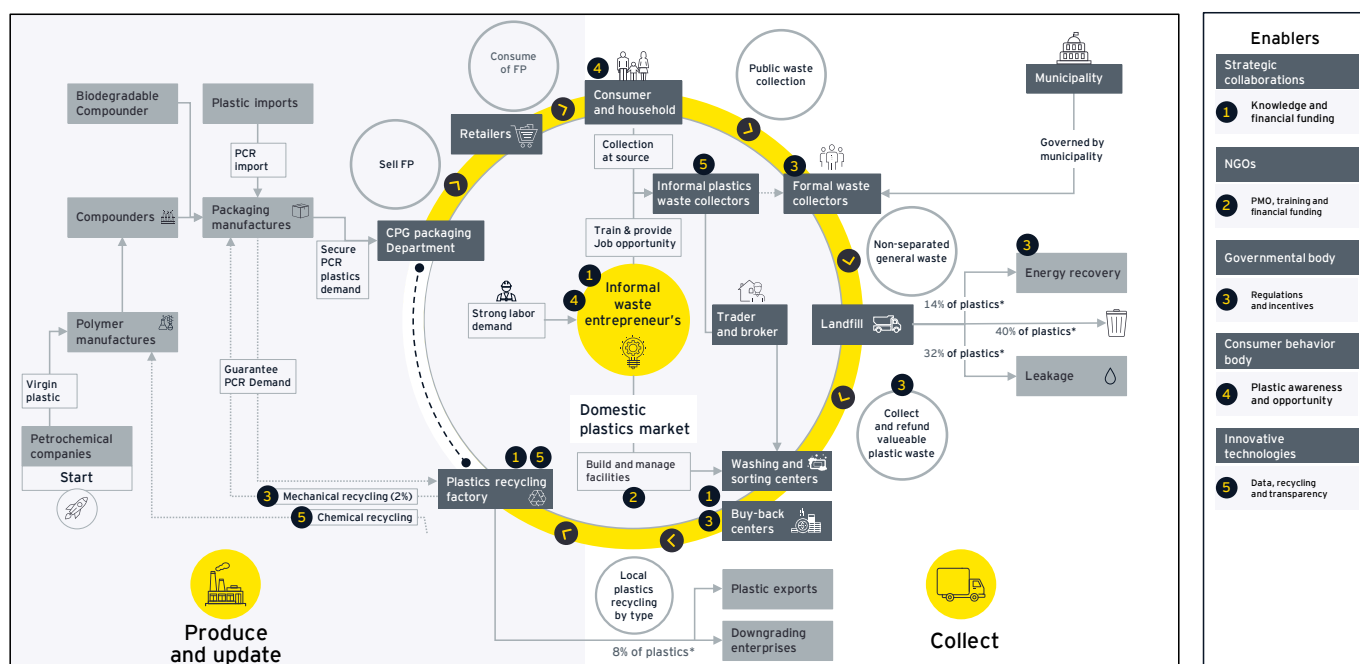 Consume
of FP
4
Consumer
and household
Public waste
collection
Municipality
Biodegradable
Compounder
Plastic imports
Retailers
Sell FP
PCR
import
Collection
at source
5
3
Governed by
municipality
Compounders
Packaging
manufactures
Informal plastics
waste collectors
Formal waste
collectors
CPG packaging
Department
Secure
PCR
plastics
demand
Train & provide
Job opportunity
Non-separated
general waste
3
Energy recovery
1
4
Informal
waste
entrepreneur's
Strong labor
demand
14% of plastics*
Polymer
manufactures
Trader
and broker
Landfill
40% of plastics*
32% of plastics*
Leakage
Guarantee
PCR Demand
Virgin
plastic
3
Collect
and refund
valueable
plastic waste
Domestic
plastics market
Petrochemical
companies
Start
1
5
Plastics recycling
factory
Build and manage
facilities
2
Washing and
sorting centers
3
Mechanical recycling (2%)
5
Chemical recycling
1
3
Buy-back
centers
Local
plastics
recycling
by type
Plastic exports
Downgrading
enterprises
8% of plastics*
Produce
and update
Collect
Enablers
Strategic
collaborations
1
Knowledge and
financial funding
NGOs
2
PMO, training and
financial funding
Governmental body
3
Regulations
and incentives
Consumer behavior
body
4
Plastic awareness
and opportunity
Innovative
technologies
5
Data, recycling
and transparency